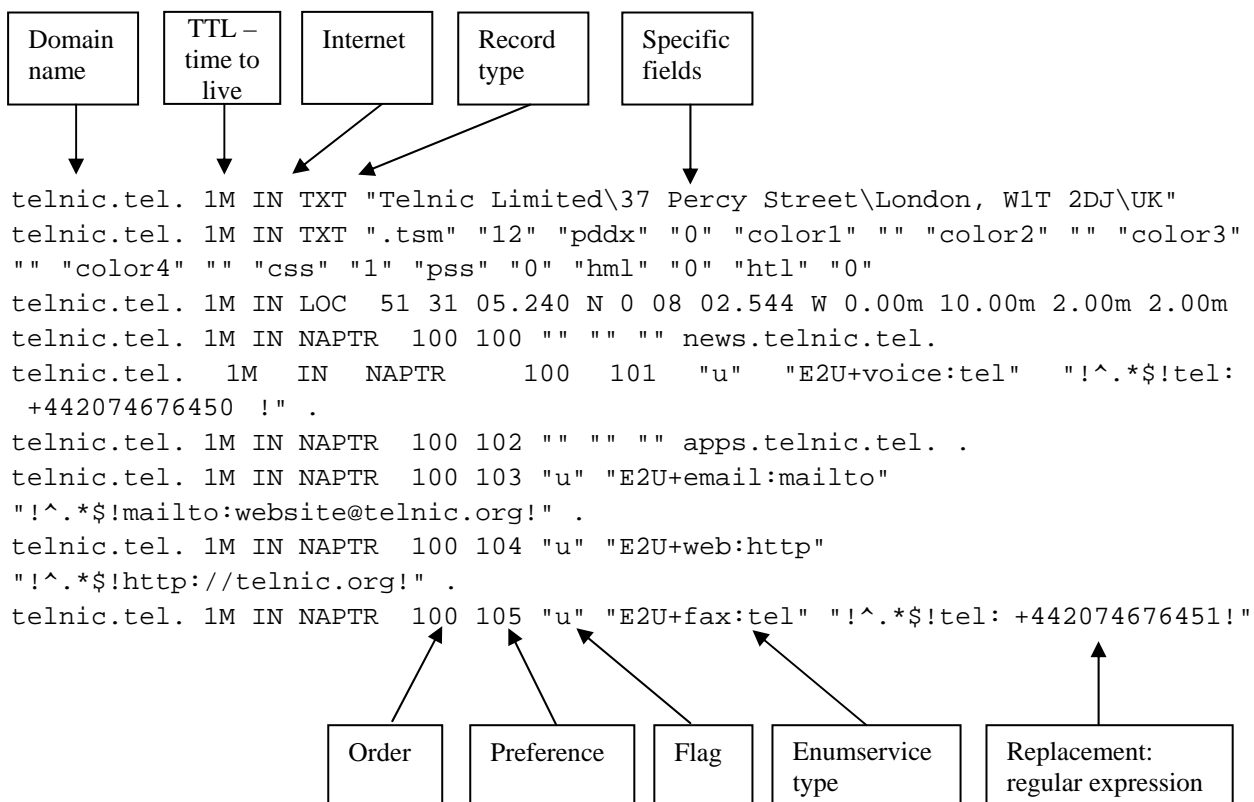 Domain
name
TTL –
time to
live
Internet
Record
type
Specific
fields
telnic.tel. 1M IN TXT "Telnic Limited\37 Percy Street\London, W1T 2DJ\UK"
telnic.tel. 1M IN TXT ".tsm" "12" "pddx" "0" "color1" "" "color2" "" "color3"
"" "color4" "" "css" "1" "pss" "0" "hml" "0" "htl" "0"
telnic.tel. 1M IN LOC 51 31 05.240 N 0 08 02.544 W 0.00m 10.00m 2.00m 2.00m
telnic.tel. 1M IN NAPTR 100 100 "" "" "" news.telnic.tel.
telnic.tel. 1M IN NAPTR 100 101 "u" "E2U+voice:tel" "!^.*$!tel:
+442074676450 !" .
telnic.tel. 1M IN NAPTR 100 102 "" "" "" apps.telnic.tel. .
telnic.tel. 1M IN NAPTR 100 103 "u" "E2U+email:mailto"
"!^.*$!mailto:website@telnic.org!" .
telnic.tel. 1M IN NAPTR 100 104 "u" "E2U+web:http"
"!^.*$!http://telnic.org!" .
telnic.tel. 1M IN NAPTR 100 105 "u" "E2U+fax:tel" "!^.*$!tel: +442074676451!"
Order
Preference
Flag
Enumservice
type
Replacement:
regular expression